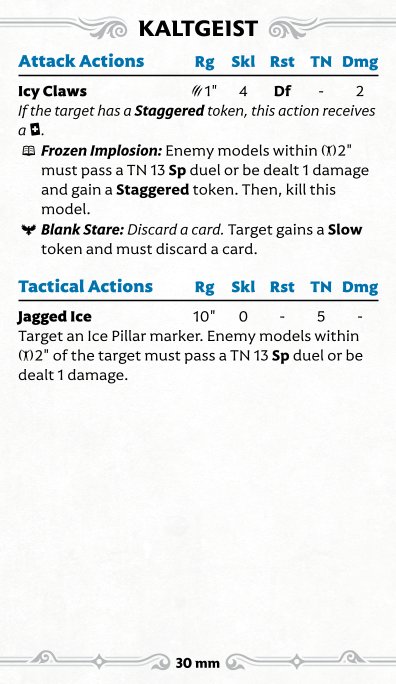 KALTGEIST
Attack Actions Rg Skl Rst TN Dmg
Icy Claws 1" 4 Df - 2
If the target has a Staggered token, this action receives
a.
Frozen Implosion: Enemy models within 2"
must pass a TN 13 Sp duel or be dealt 1 damage
and gain a Staggered token. Then, kill this
model.
Blank Stare: Discard a card. Target gains a Slow
token and must discard a card.
Tactical Actions Rg Skl Rst TN Dmg
Jagged Ice 10" 0 - 5 -
Target an Ice Pillar marker. Enemy models within
2" of the target must pass a TN 13 Sp duel or be
dealt 1 damage.
30 mm